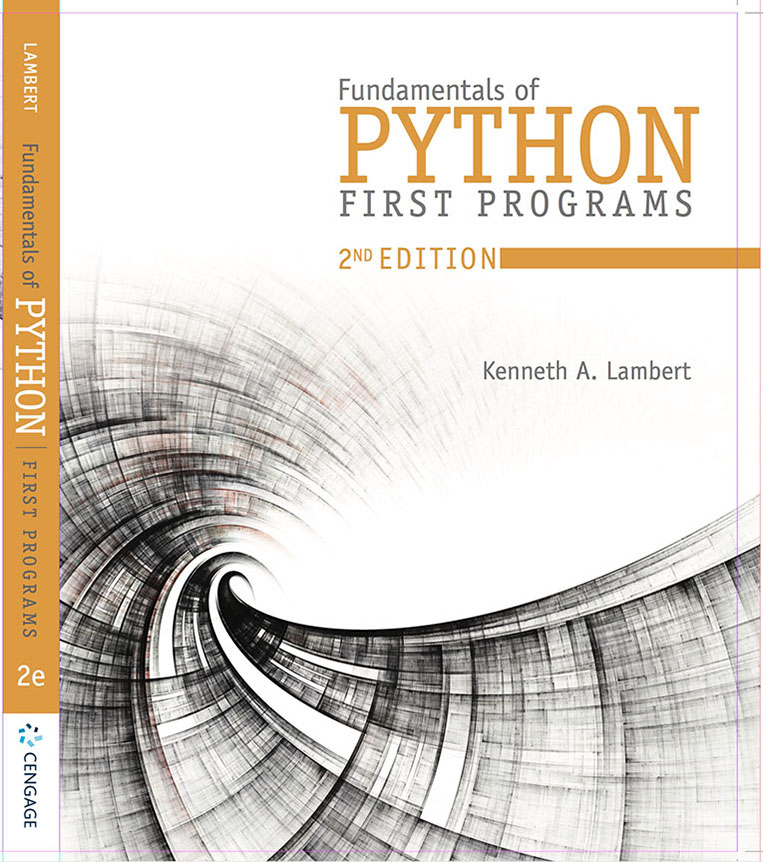 Fundamentals of
PYTHON
FIRST PROGRAMS
2ND EDITION
Kenneth A. Lambert
LAMBERT
Fundamentals of PYTHON | FIRST PROGRAMS
2e
CENGAGE